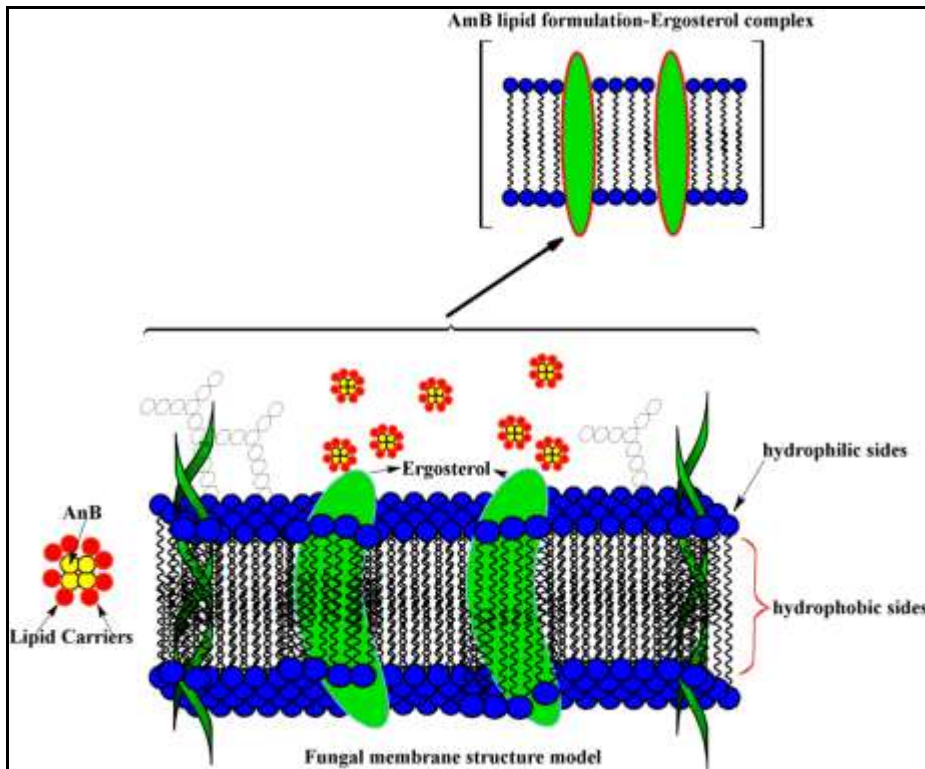 AmB lipid formulation-Ergosterol complex
Ergosterol
hydrophilic sides
AnB
hydrophobic sides
Lipid Carriers
Fungal membrane structure model